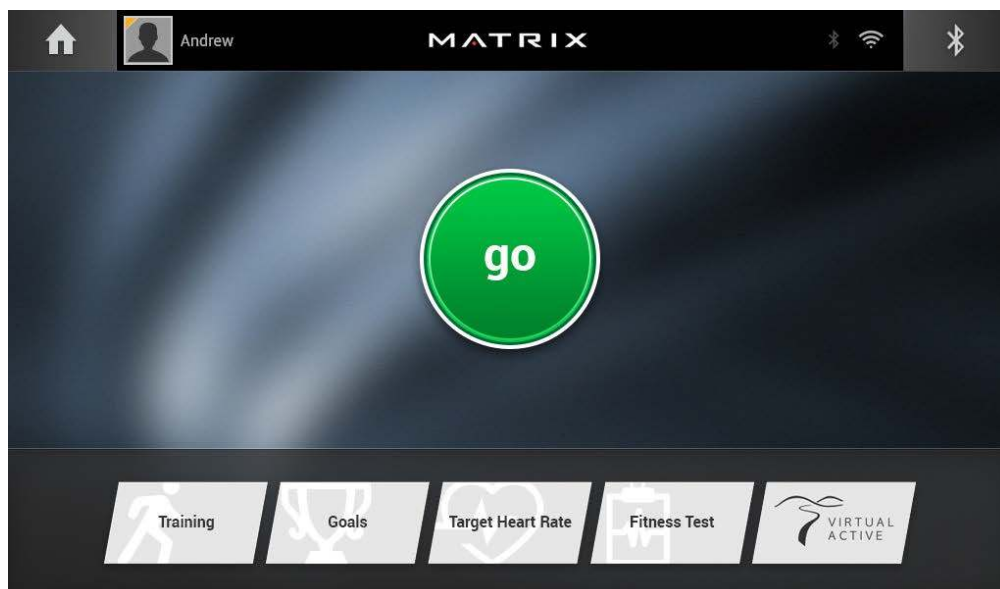 Andrew
MATRIX
go
Training
Goals
Target Heart Rate
Fitness Test
VIRTUAL
ACTIVE